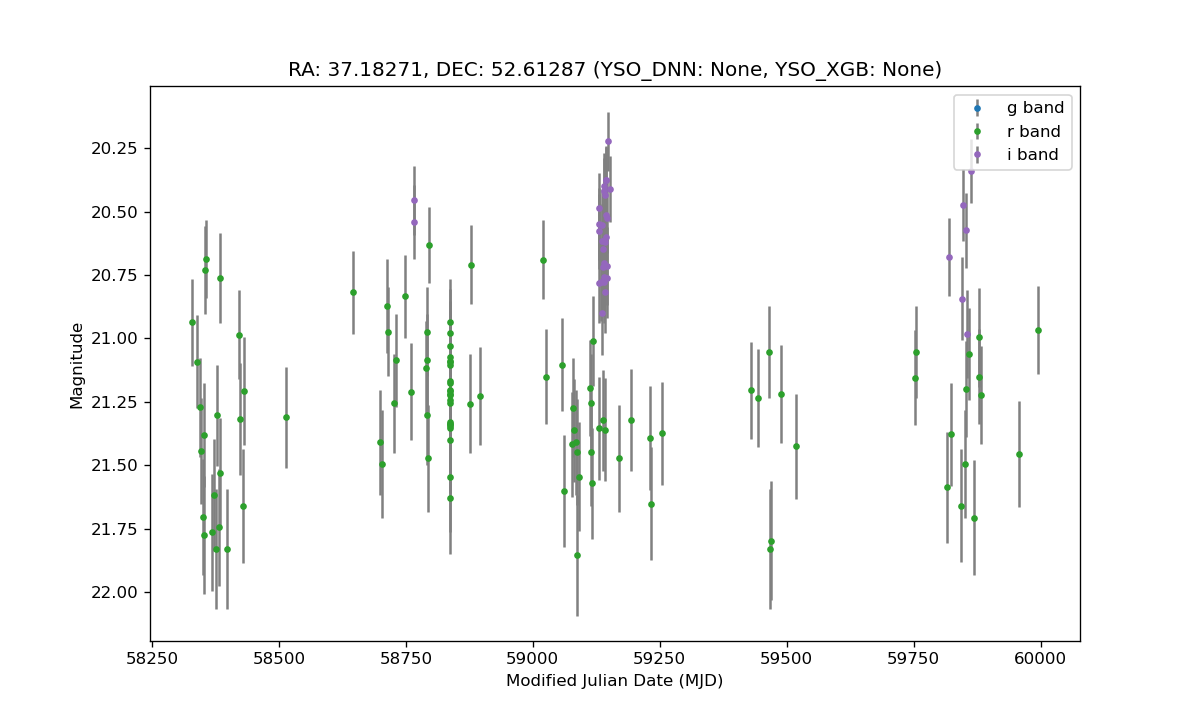 RA: 37.18271, DEC: 52.61287 (YSO_DNN: None, YSO_XGB: None)
g band
r band
i band
20.25
20.50
20.75
21.00
21.25
21.50
21.75
22.00
Magnitude
58250 58500 58750 59000 59250 59500 59750 60000
Modified Julian Date (MJD)